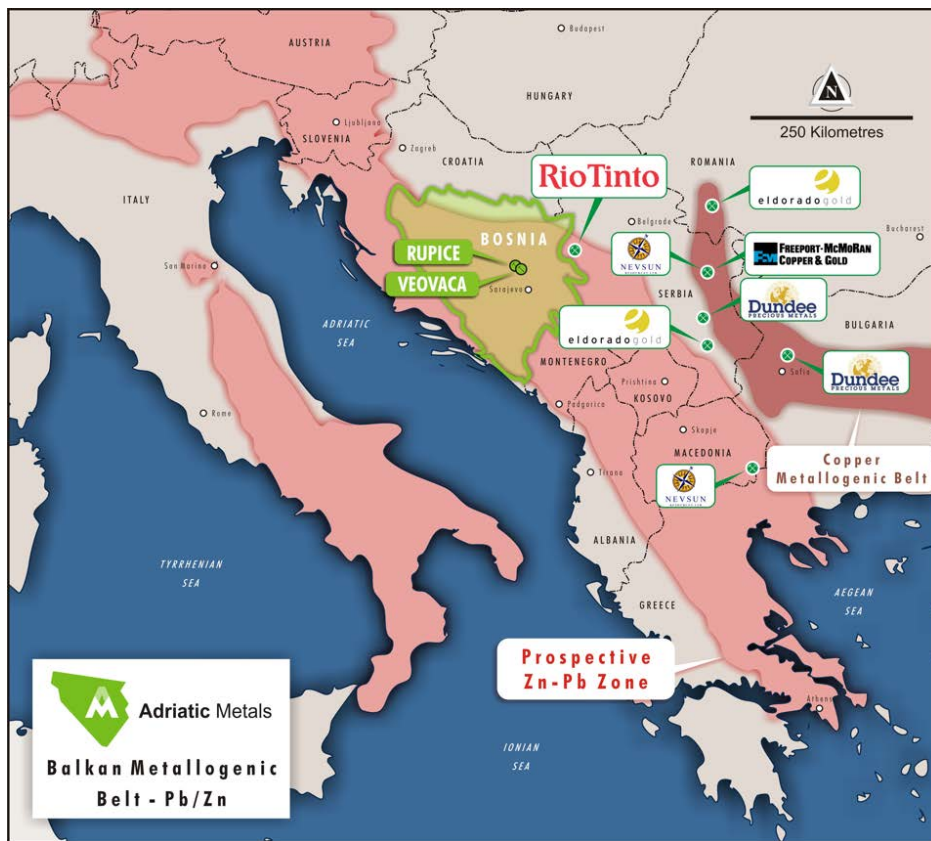 AUSTRIA
Budapest
HUNGARY
N
250 Kilometres
Ljubljana
SLOVENIA
Zagreb
CROATIA
RioTinto
ROMANIA
eldoradogold
ITALY
BOSNIA
Belgrade
Bucharest
RUPICE
NEVSUN
FCX FREEPORT-McMoRAN
COPPER & GOLD
San Marino
VEOVACA
Sarajevo
SERBIA
Dundee
PRECIOUS METALS
ADRIATIC
SEA
eldoradogold
BULGARIA
MONTENEGRO
Prishtina
Sofia
Dundee
PRECIOUS METALS
KOSOVO
Rome
Podgorica
Skopje
MACEDONIA
Copper
Metallogenic Belt
NEVSUN
Tirana
ALBANIA
TYRRHENIAN
SEA
AEGEAN
SEA
GREECE
Prospective
Zn-Pb Zone
Athens
Adriatic Metals
IONIAN
SEA
Balkan Metallogenic
Belt - Pb/Zn